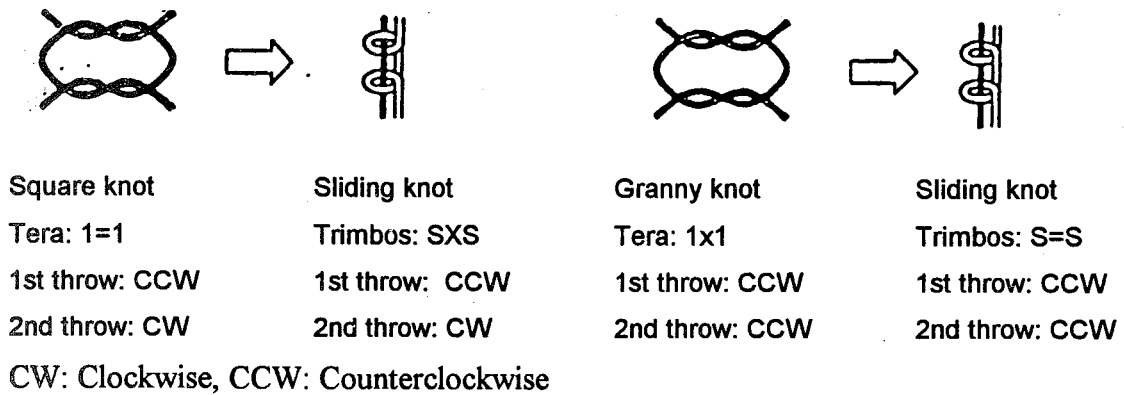 Square knot Sliding knot Granny knot Sliding knot
Tera: 1=1 Trimbos: SXS Tera: 1x1 Trimbos: S=S
1st throw: CCW 1st throw: CCW 1st throw: CCW 1st throw: CCW
2nd throw: CW 2nd throw: CW 2nd throw: CCW 2nd throw: CCW
CW: Clockwise, CCW: Counterclockwise